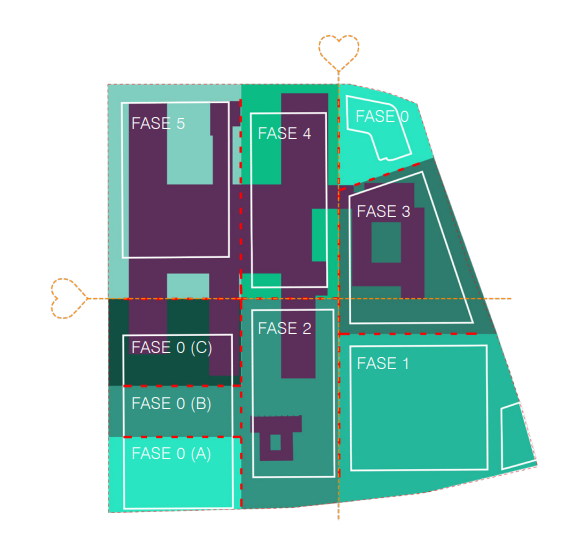 FASE 0
FASE 5
FASE 4
FASE 3
FASE 2
FASE 0 (C)
FASE 1
FASE 0 (B)
FASE 0 (A)